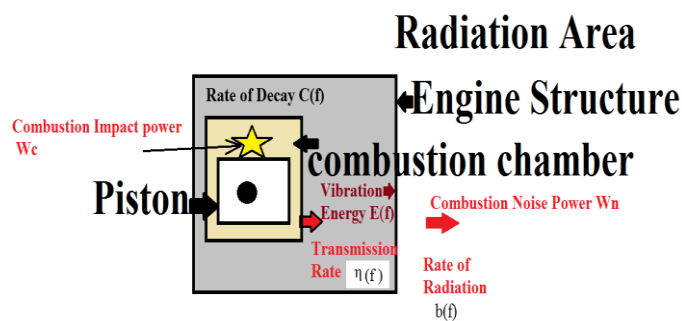 Radiation Area
Rate of Decay C(f)
Engine Structure
Combustion Impact power
Wc
combustion chamber
Piston
Vibration
Energy E(f)
Combustion Noise Power Wn
Transmission
Rate η(f)
Rate of
Radiation
b(f)